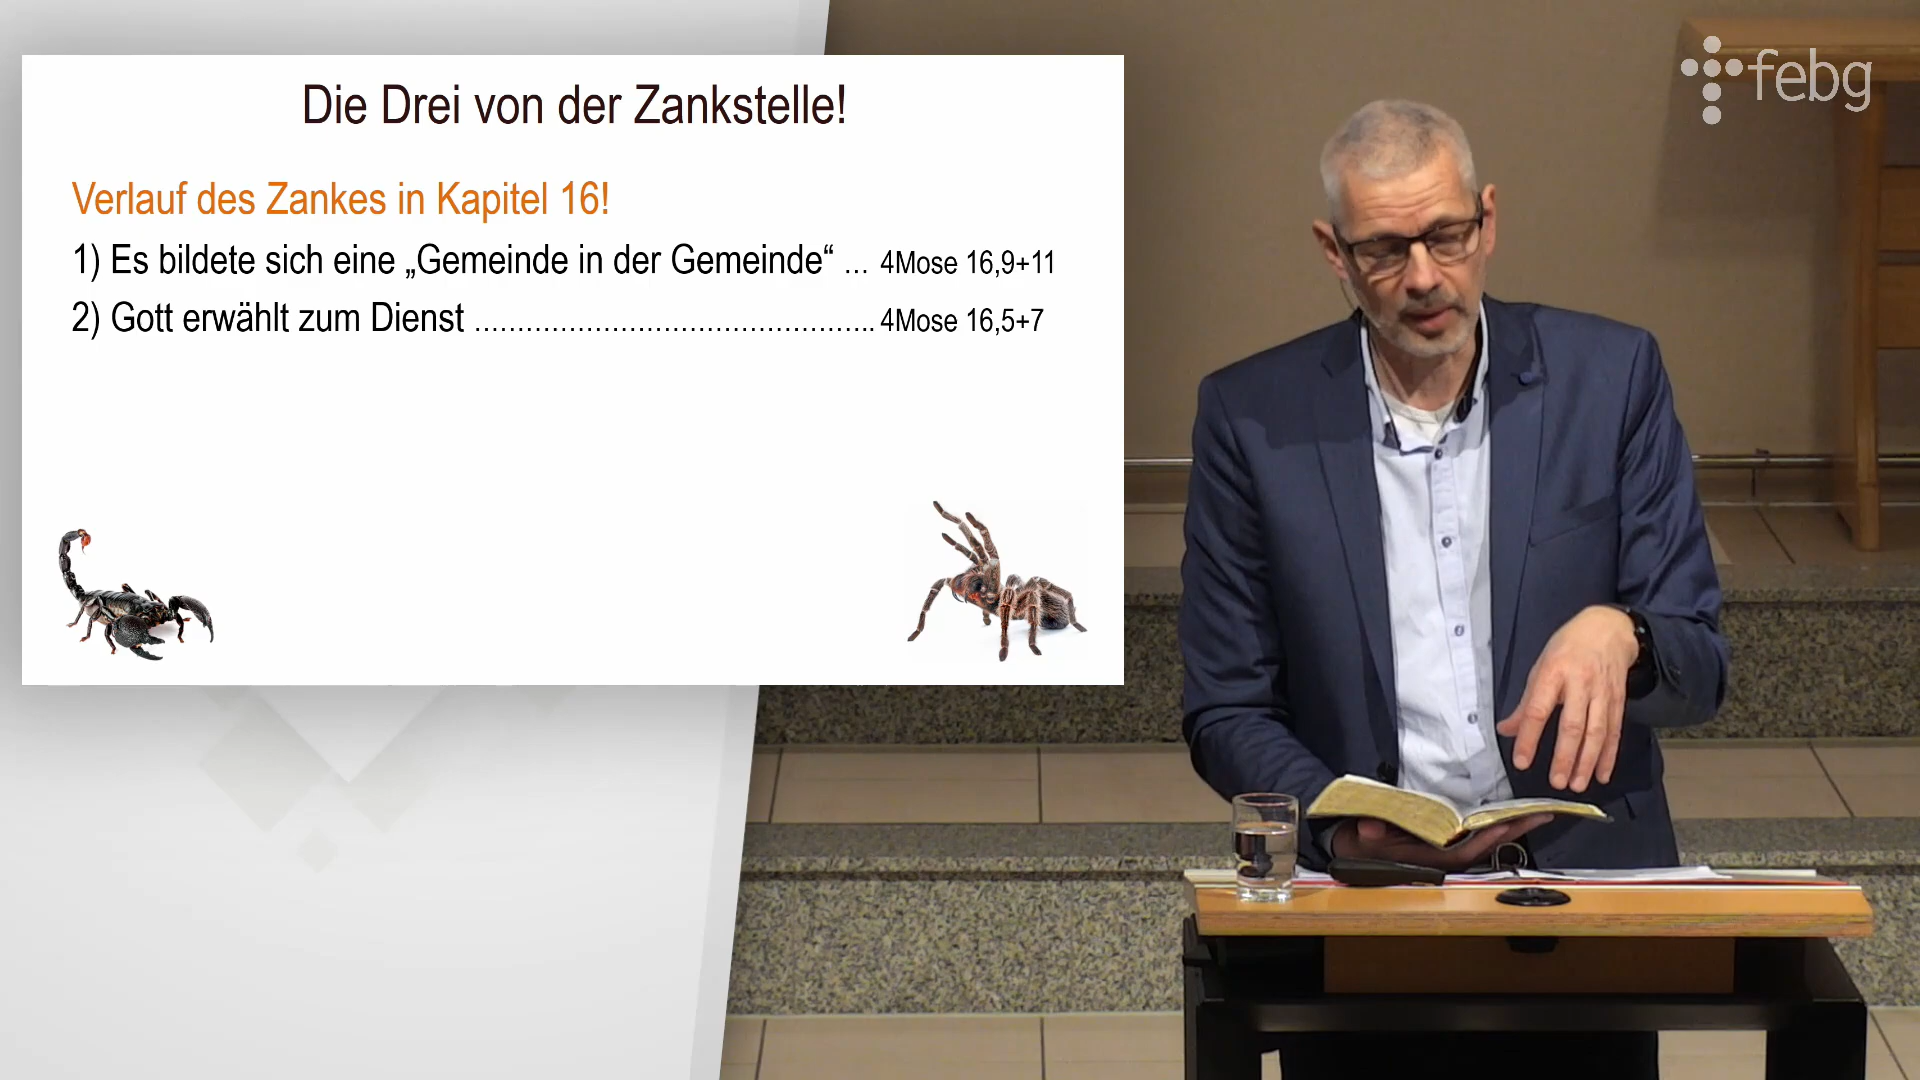 Die Drei von der Zankstelle!
Verlauf des Zankes in Kapitel 16!
1) Es bildete sich eine „Gemeinde in der Gemeinde“ ... 4Mose 16,9+11
2) Gott erwählt zum Dienst ................................................ 4Mose 16,5+7
febg